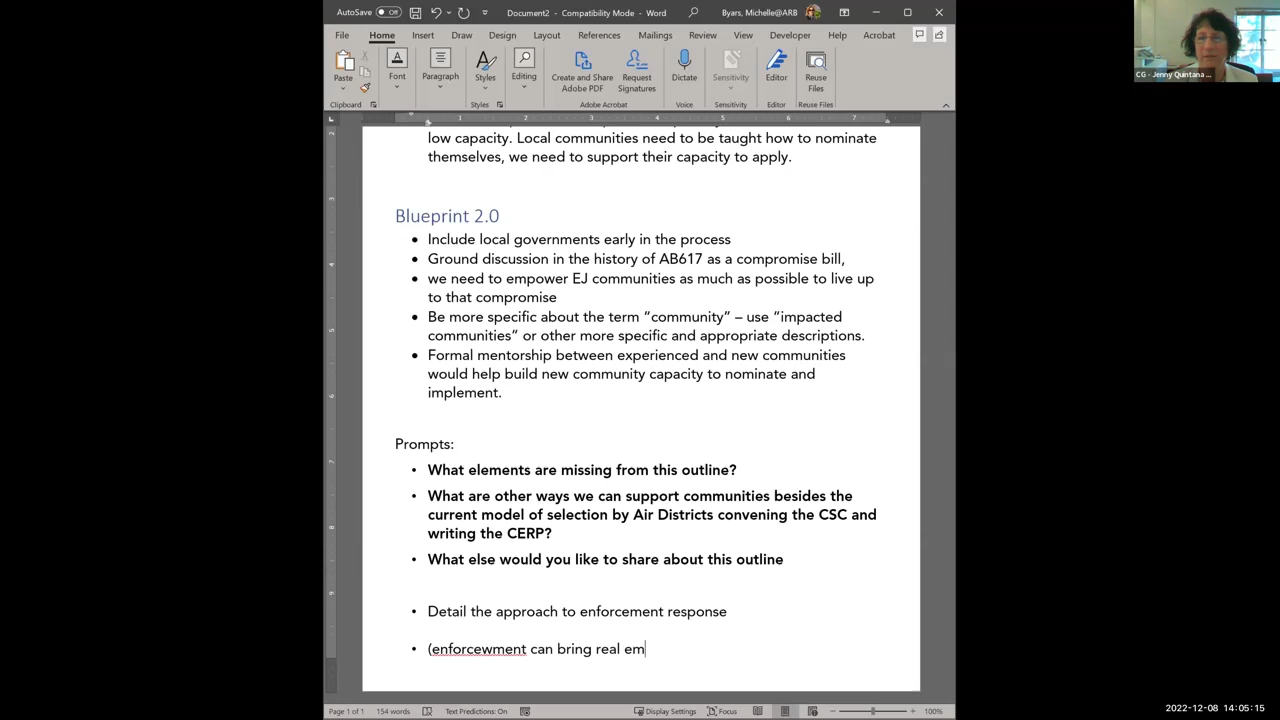 AutoSave Off Document2 - Compatibility Mode - Word Byars, Michelle@ARB
File Home Insert Draw Design Layout References Mailings Review View Developer Help Acrobat
Paste Font Paragraph Styles Editing Create and Share Adobe PDF Request Signatures Dictate Sensitivity Editor Reuse Files
Clipboard Styles Adobe Acrobat Voice Sensitivity Editor Reuse Files
CG - Jenny Quintana ...
1 2 3 4 5 6 7
low capacity. Local communities need to be taught how to nominate
themselves, we need to support their capacity to apply.
Blueprint 2.0
• Include local governments early in the process
• Ground discussion in the history of AB617 as a compromise bill,
• we need to empower EJ communities as much as possible to live up
to that compromise
• Be more specific about the term “community” – use “impacted
communities” or other more specific and appropriate descriptions.
• Formal mentorship between experienced and new communities
would help build new community capacity to nominate and
implement.
Prompts:
• What elements are missing from this outline?
• What are other ways we can support communities besides the
current model of selection by Air Districts convening the CSC and
writing the CERP?
• What else would you like to share about this outline
• Detail the approach to enforcement response
• (enforcewment can bring real em
Page 1 of 1 154 words Text Predictions: On Display Settings Focus 100%
2022-12-08 14:05:15